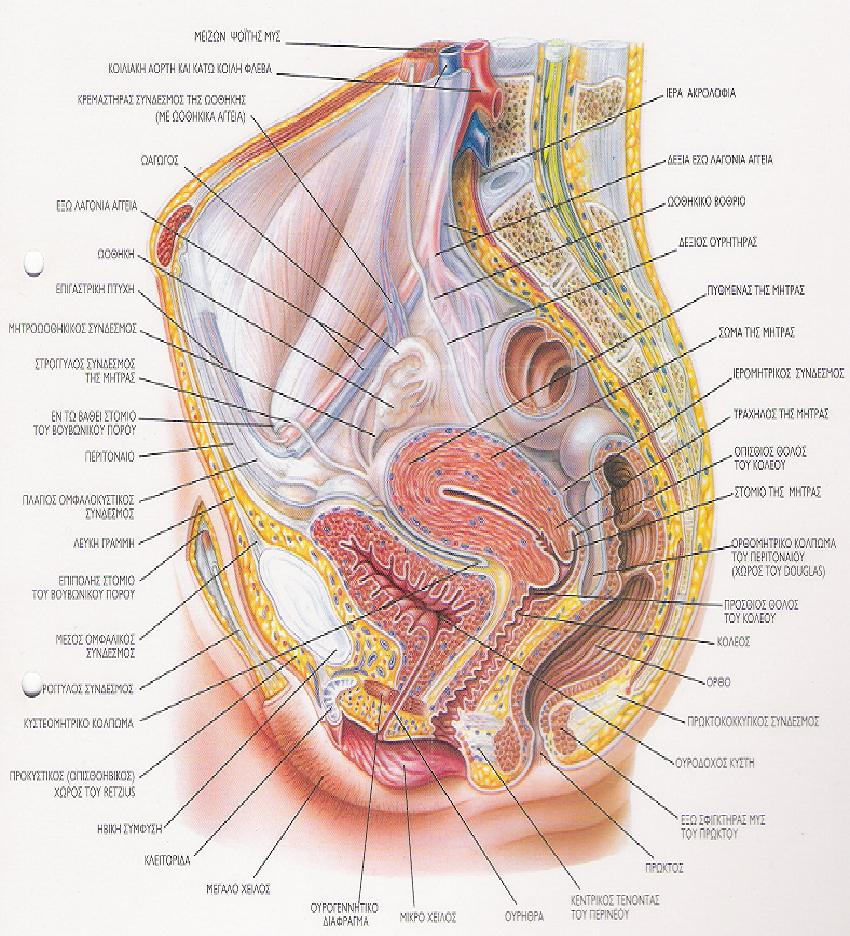 ΜΕΙΖΩΝ ΨΟΪΤΗΣ ΜΥΣ
ΚΟΙΛΙΑΚΗ ΑΟΡΤΗ ΚΑΙ ΚΑΤΩ ΚΟΙΛΗ ΦΛΕΒΑ
ΚΡΕΜΑΣΤΗΡΑΣ ΣΥΝΔΕΣΜΟΣ ΤΗΣ ΩΟΘΗΚΗΣ
(ΜΕ ΩΟΘΗΚΙΚΑ ΑΓΓΕΙΑ)
ΩΑΓΩΓΟΣ
ΕΞΩ ΛΑΓΟΝΙΑ ΑΓΓΕΙΑ
ΩΟΘΗΚΗ
ΕΠΙΓΑΣΤΡΙΚΗ ΠΤΥΧΗ
ΜΗΤΡΟΩΟΘΗΚΙΚΟΣ ΣΥΝΔΕΣΜΟΣ
ΣΤΡΟΓΓΥΛΟΣ ΣΥΝΔΕΣΜΟΣ
ΤΗΣ ΜΗΤΡΑΣ
ΕΝ ΤΩ ΒΑΘΕΙ ΣΤΟΜΙΟ
ΤΟΥ ΒΟΥΒΩΝΙΚΟΥ ΠΟΡΟΥ
ΠΕΡΙΤΟΝΑΙΟ
ΠΛΑΓΙΟΣ ΟΜΦΑΛΟΚΥΣΤΙΚΟΣ
ΣΥΝΔΕΣΜΟΣ
ΛΕΥΚΗ ΓΡΑΜΜΗ
ΕΠΙΠΟΛΗΣ ΣΤΟΜΙΟ
ΤΟΥ ΒΟΥΒΩΝΙΚΟΥ ΠΟΡΟΥ
ΜΕΣΟΣ ΟΜΦΑΛΙΚΟΣ
ΣΥΝΔΕΣΜΟΣ
ΡΟΓΓΥΛΟΣ ΣΥΝΔΕΣΜΟΣ
ΚΥΣΤΕΟΜΗΤΡΙΚΟ ΚΟΛΠΩΜΑ
ΠΡΟΚΥΣΤΙΚΟΣ (ΟΠΙΣΘΟΗΒΙΚΟΣ)
ΧΩΡΟΣ ΤΟΥ RETZIUS
ΗΒΙΚΗ ΣΥΜΦΥΣΗ
ΚΛΕΙΤΟΡΙΔΑ
ΜΕΓΑΛΟ ΧΕΙΛΟΣ
ΟΥΡΟΓΕΝΝΗΤΙΚΟ
ΔΙΑΦΡΑΓΜΑ
ΜΙΚΡΟ ΧΕΙΛΟΣ
ΟΥΡΗΘΡΑ
ΚΕΝΤΡΙΚΟΣ ΤΕΝΟΝΤΑΣ
ΤΟΥ ΠΕΡΙΝΕΟΥ
ΙΕΡΑ ΑΚΡΟΛΟΦΙΑ
ΔΕΞΙΑ ΕΣΩ ΛΑΓΟΝΙΑ ΑΓΓΕΙΑ
ΩΟΘΗΚΙΚΟ ΒΟΘΡΙΟ
ΔΕΞΙΟΣ ΟΥΡΗΤΗΡΑΣ
ΠΥΘΜΕΝΑΣ ΤΗΣ ΜΗΤΡΑΣ
ΣΩΜΑ ΤΗΣ ΜΗΤΡΑΣ
ΙΕΡΟΜΗΤΡΙΚΟΣ ΣΥΝΔΕΣΜΟΣ
ΤΡΑΧΗΛΟΣ ΤΗΣ ΜΗΤΡΑΣ
ΟΠΙΣΘΙΟΣ ΘΟΛΟΣ
ΤΟΥ ΚΟΛΕΟΥ
ΣΤΟΜΙΟ ΤΗΣ ΜΗΤΡΑΣ
ΟΡΘΟΜΗΤΡΙΚΟ ΚΟΛΠΩΜΑ
ΤΟΥ ΠΕΡΙΤΟΝΑΙΟΥ
(ΧΩΡΟΣ ΤΟΥ DOUGLAS)
ΠΡΟΣΘΙΟΣ ΘΟΛΟΣ
ΤΟΥ ΚΟΛΕΟΥ
ΚΟΛΕΟΣ
ΟΡΘΟ
ΠΡΩΚΤΟΚΟΚΚΥΓΙΚΟΣ ΣΥΝΔΕΣΜΟΣ
ΟΥΡΟΔΟΧΟΣ ΚΥΣΤΗ
ΕΞΩ ΣΦΙΓΚΤΗΡΑΣ ΜΥΣ
ΤΟΥ ΠΡΩΚΤΟΥ
ΠΡΩΚΤΟΣ